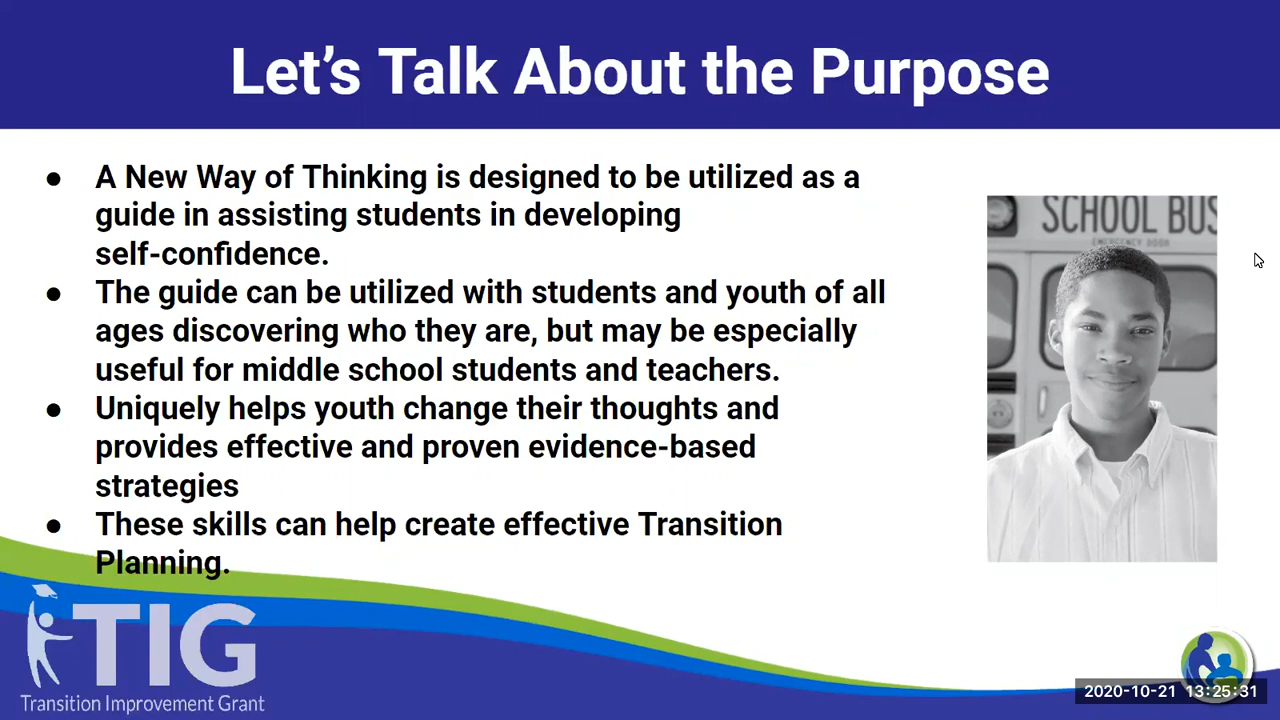 Let's Talk About the Purpose
● A New Way of Thinking is designed to be utilized as a
guide in assisting students in developing
self-confidence.
● The guide can be utilized with students and youth of all
ages discovering who they are, but may be especially
useful for middle school students and teachers.
● Uniquely helps youth change their thoughts and
provides effective and proven evidence-based
strategies
● These skills can help create effective Transition
Planning.
SCHOOL BUS
EMERGENCY DOOR
TIG
Transition Improvement Grant
2020-10-21 13:25:31